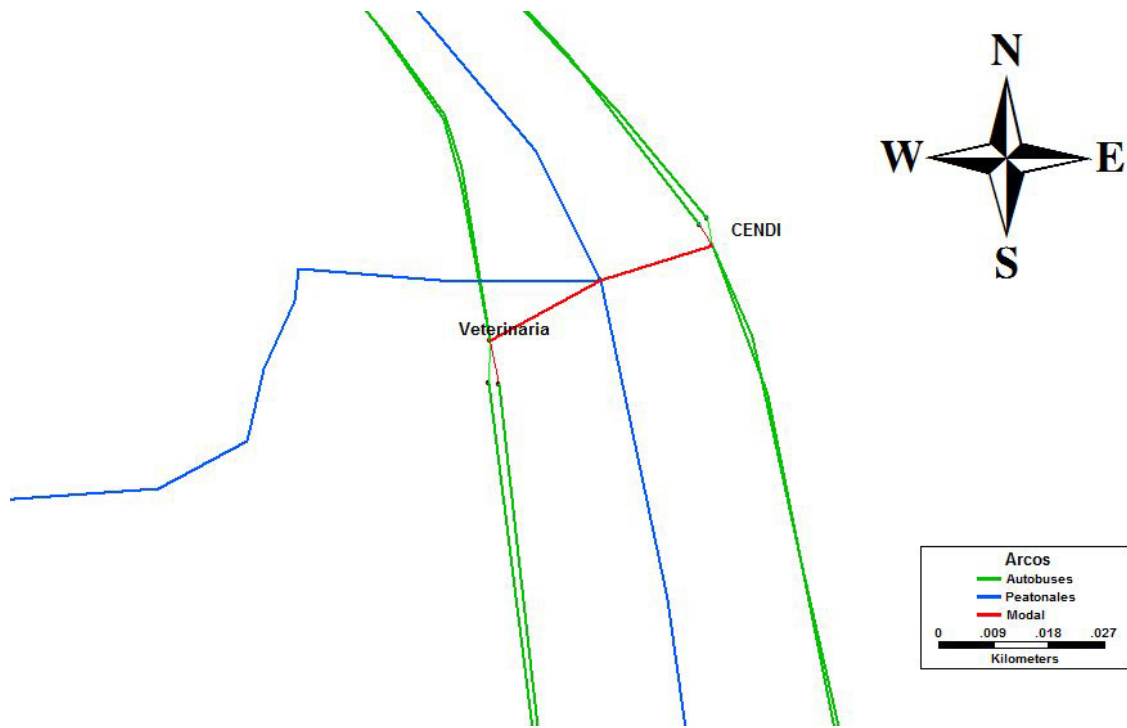 N
W E
S
CENDI
Veterinaria
Arcos
Autobuses
Peatonales
Modal
0 .009 .018 .027
Kilometers